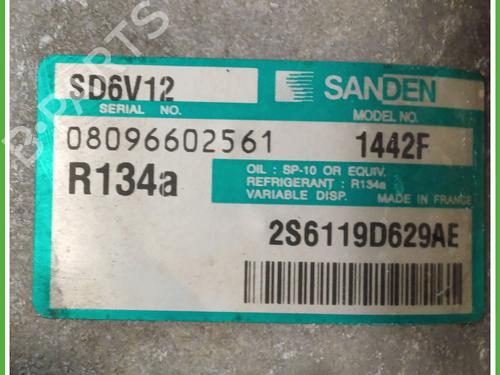 SD6V12
SANDEN
SERIAL NO.
MODEL NO.
08096602561
1442F
R134a
OIL : SP-10 OR EQUIV.
REFRIGERANT : R134a
VARIABLE DISP.
MADE IN FRANCE
2S6119D629AE
B-PARTS